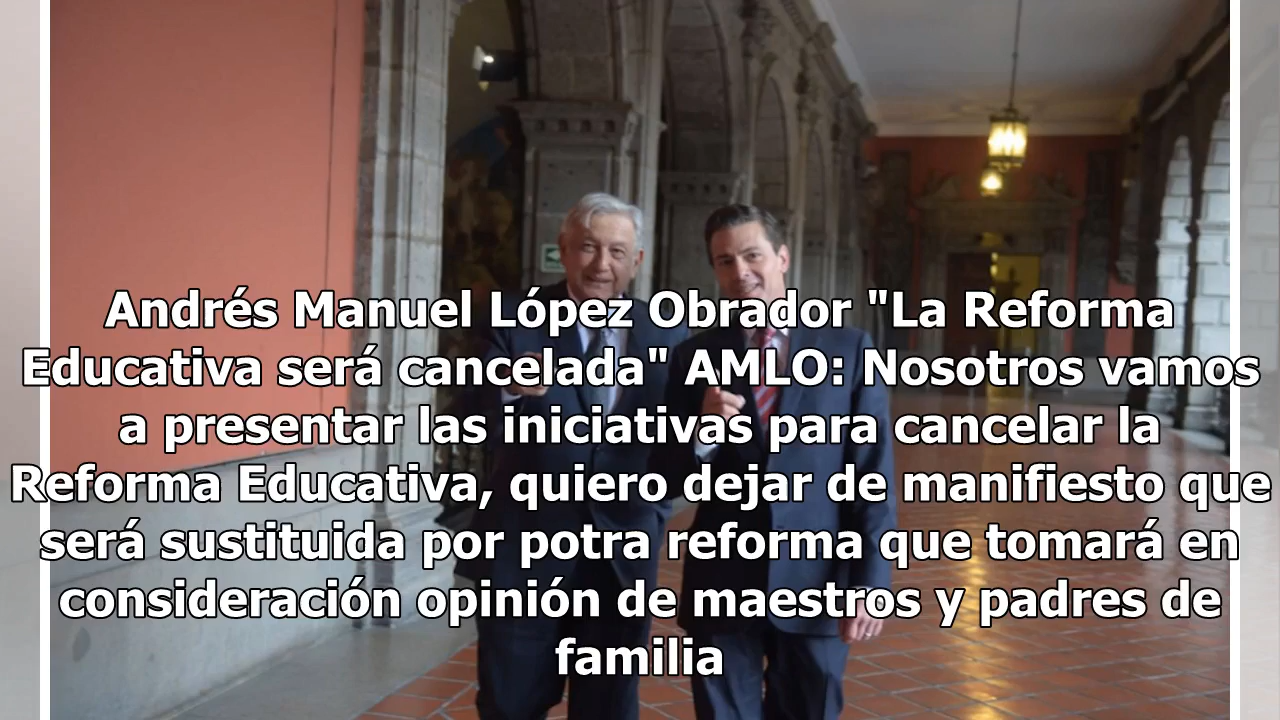 Andrés Manuel López Obrador "La Reforma
Educativa será cancelada" AMLO: Nosotros vamos
a presentar las iniciativas para cancelar la
Reforma Educativa, quiero dejar de manifiesto que
será sustituida por potra reforma que tomará en
consideración opinión de maestros y padres de
familia